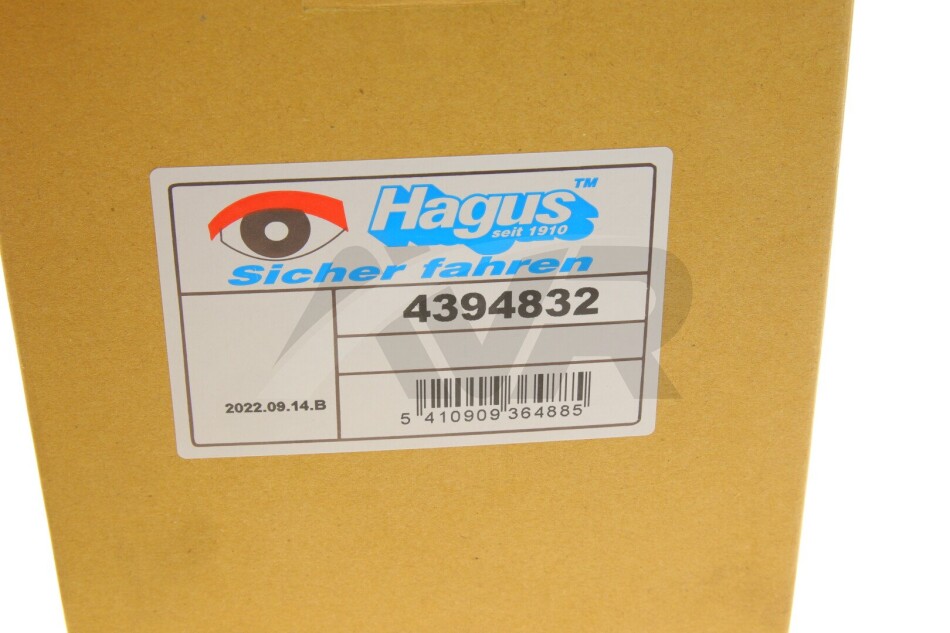 Hagus™
seit 1910
Sicher fahren
4394832
2022.09.14.B
5 410909 364885